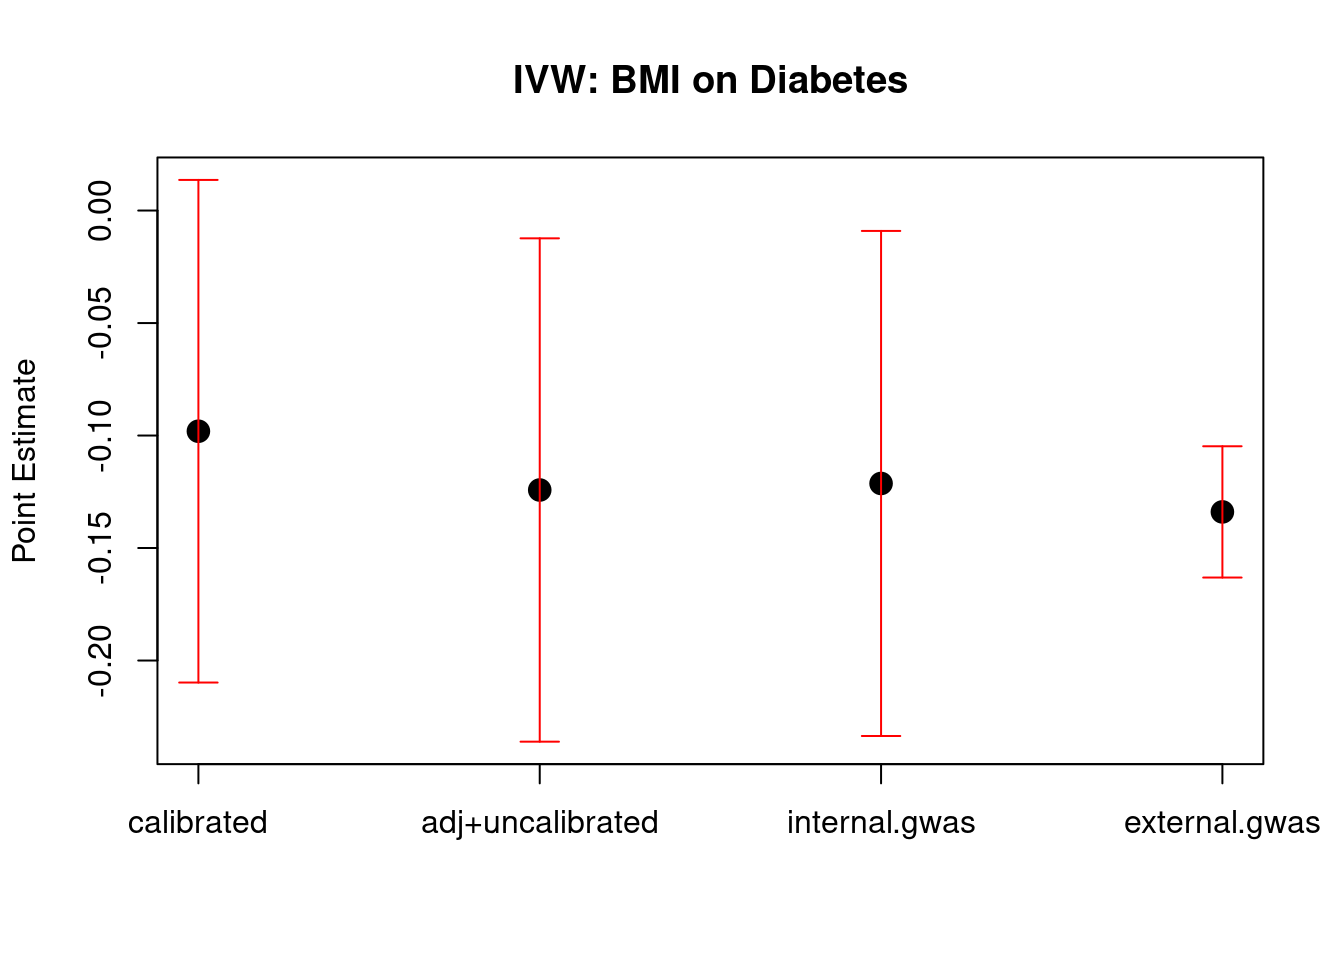 IVW: BMI on Diabetes
Point Estimate
0.00
-0.05
-0.10
-0.15
-0.20
calibrated
adj+uncalibrated
internal.gwas
external.gwas